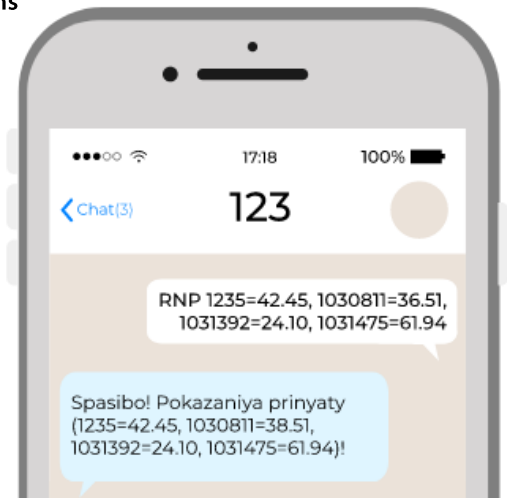 ns
17:18
100%
Chat(3)
123
RNP 1235=42.45, 1030811=36.51,
1031392=24.10, 1031475=61.94
Spasibo! Pokazaniya prinyaty
(1235=42.45, 1030811=38.51,
1031392=24.10, 1031475=61.94)!